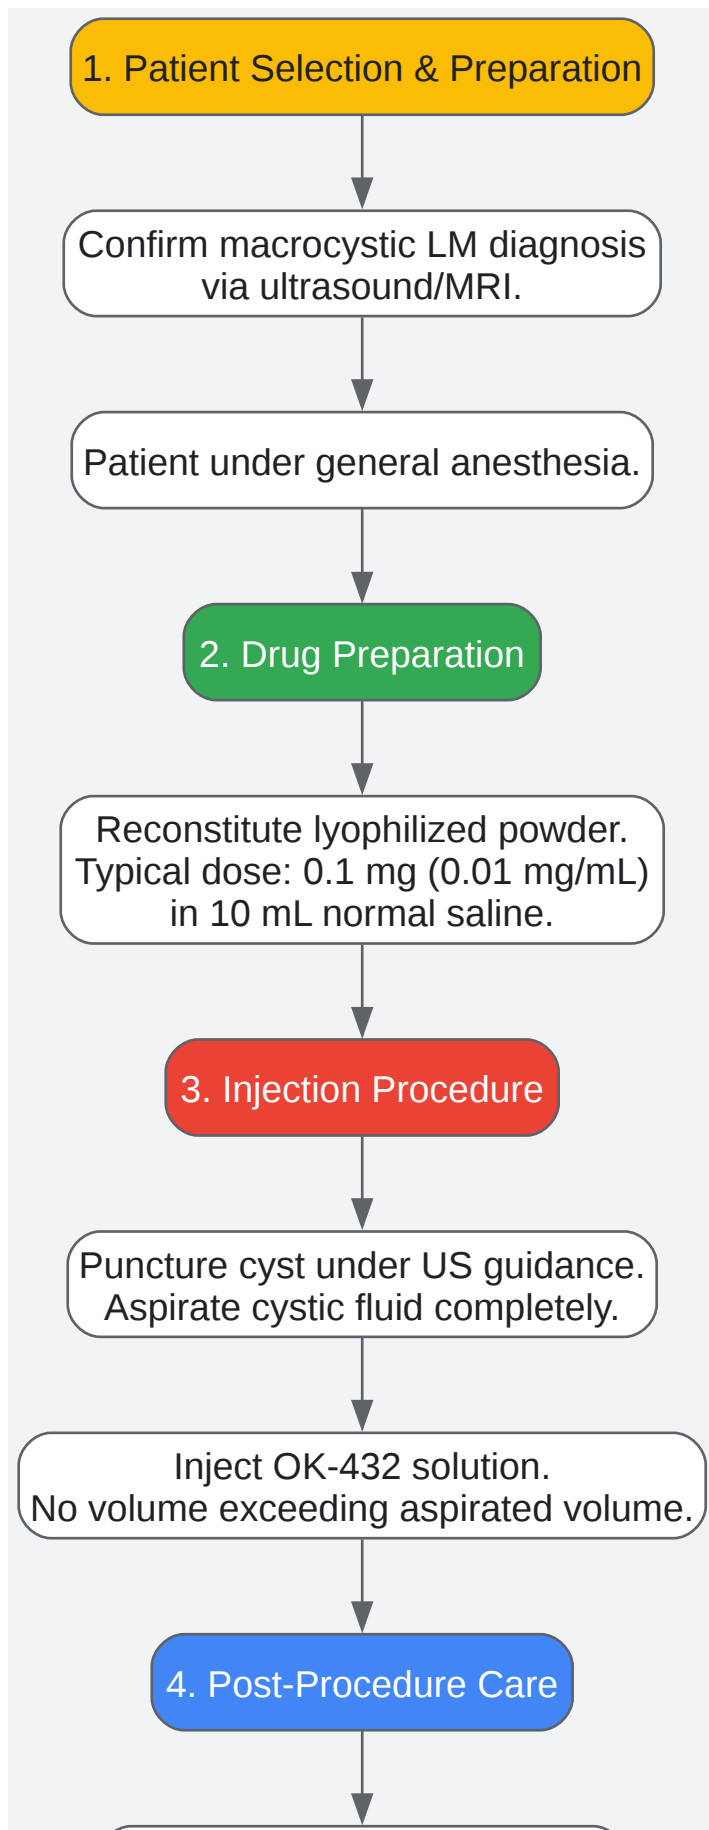 1. Patient Selection & Preparation
Confirm macrocystic LM diagnosis
via ultrasound/MRI.
Patient under general anesthesia.
2. Drug Preparation
Reconstitute lyophilized powder.
Typical dose: 0.1 mg (0.01 mg/mL)
in 10 mL normal saline.
3. Injection Procedure
Puncture cyst under US guidance.
Aspirate cystic fluid completely.
Inject OK-432 solution.
No volume exceeding aspirated volume.
4. Post-Procedure Care